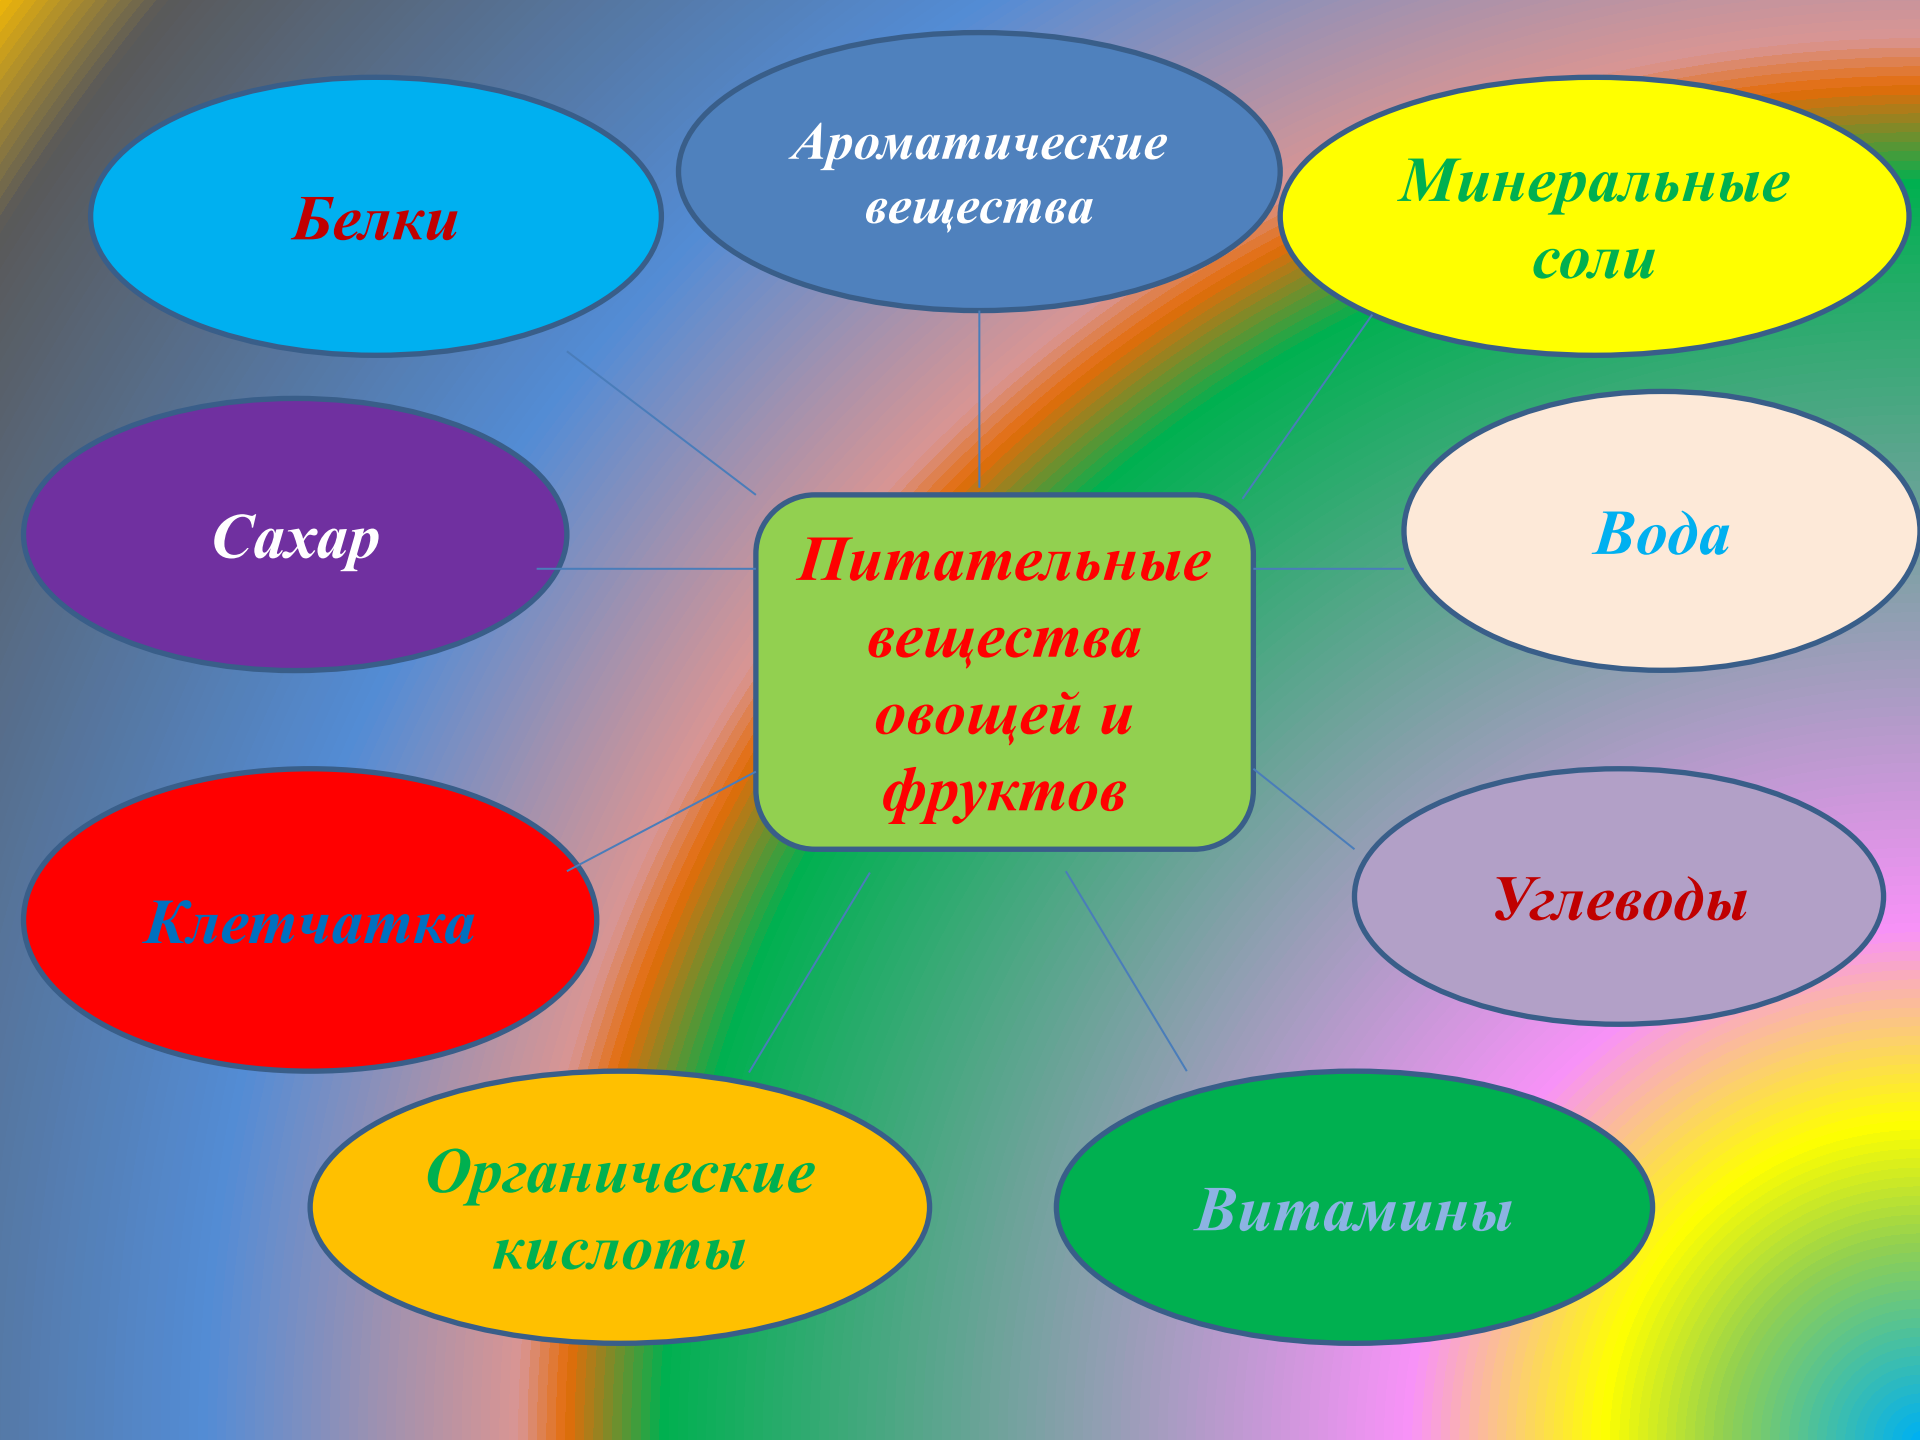 Белки
Ароматические
вещества
Минеральные
соли
Сахар
Вода
Питательные
вещества
овощей и
фруктов
Клетчатка
Углеводы
Органические
кислоты
Витамины